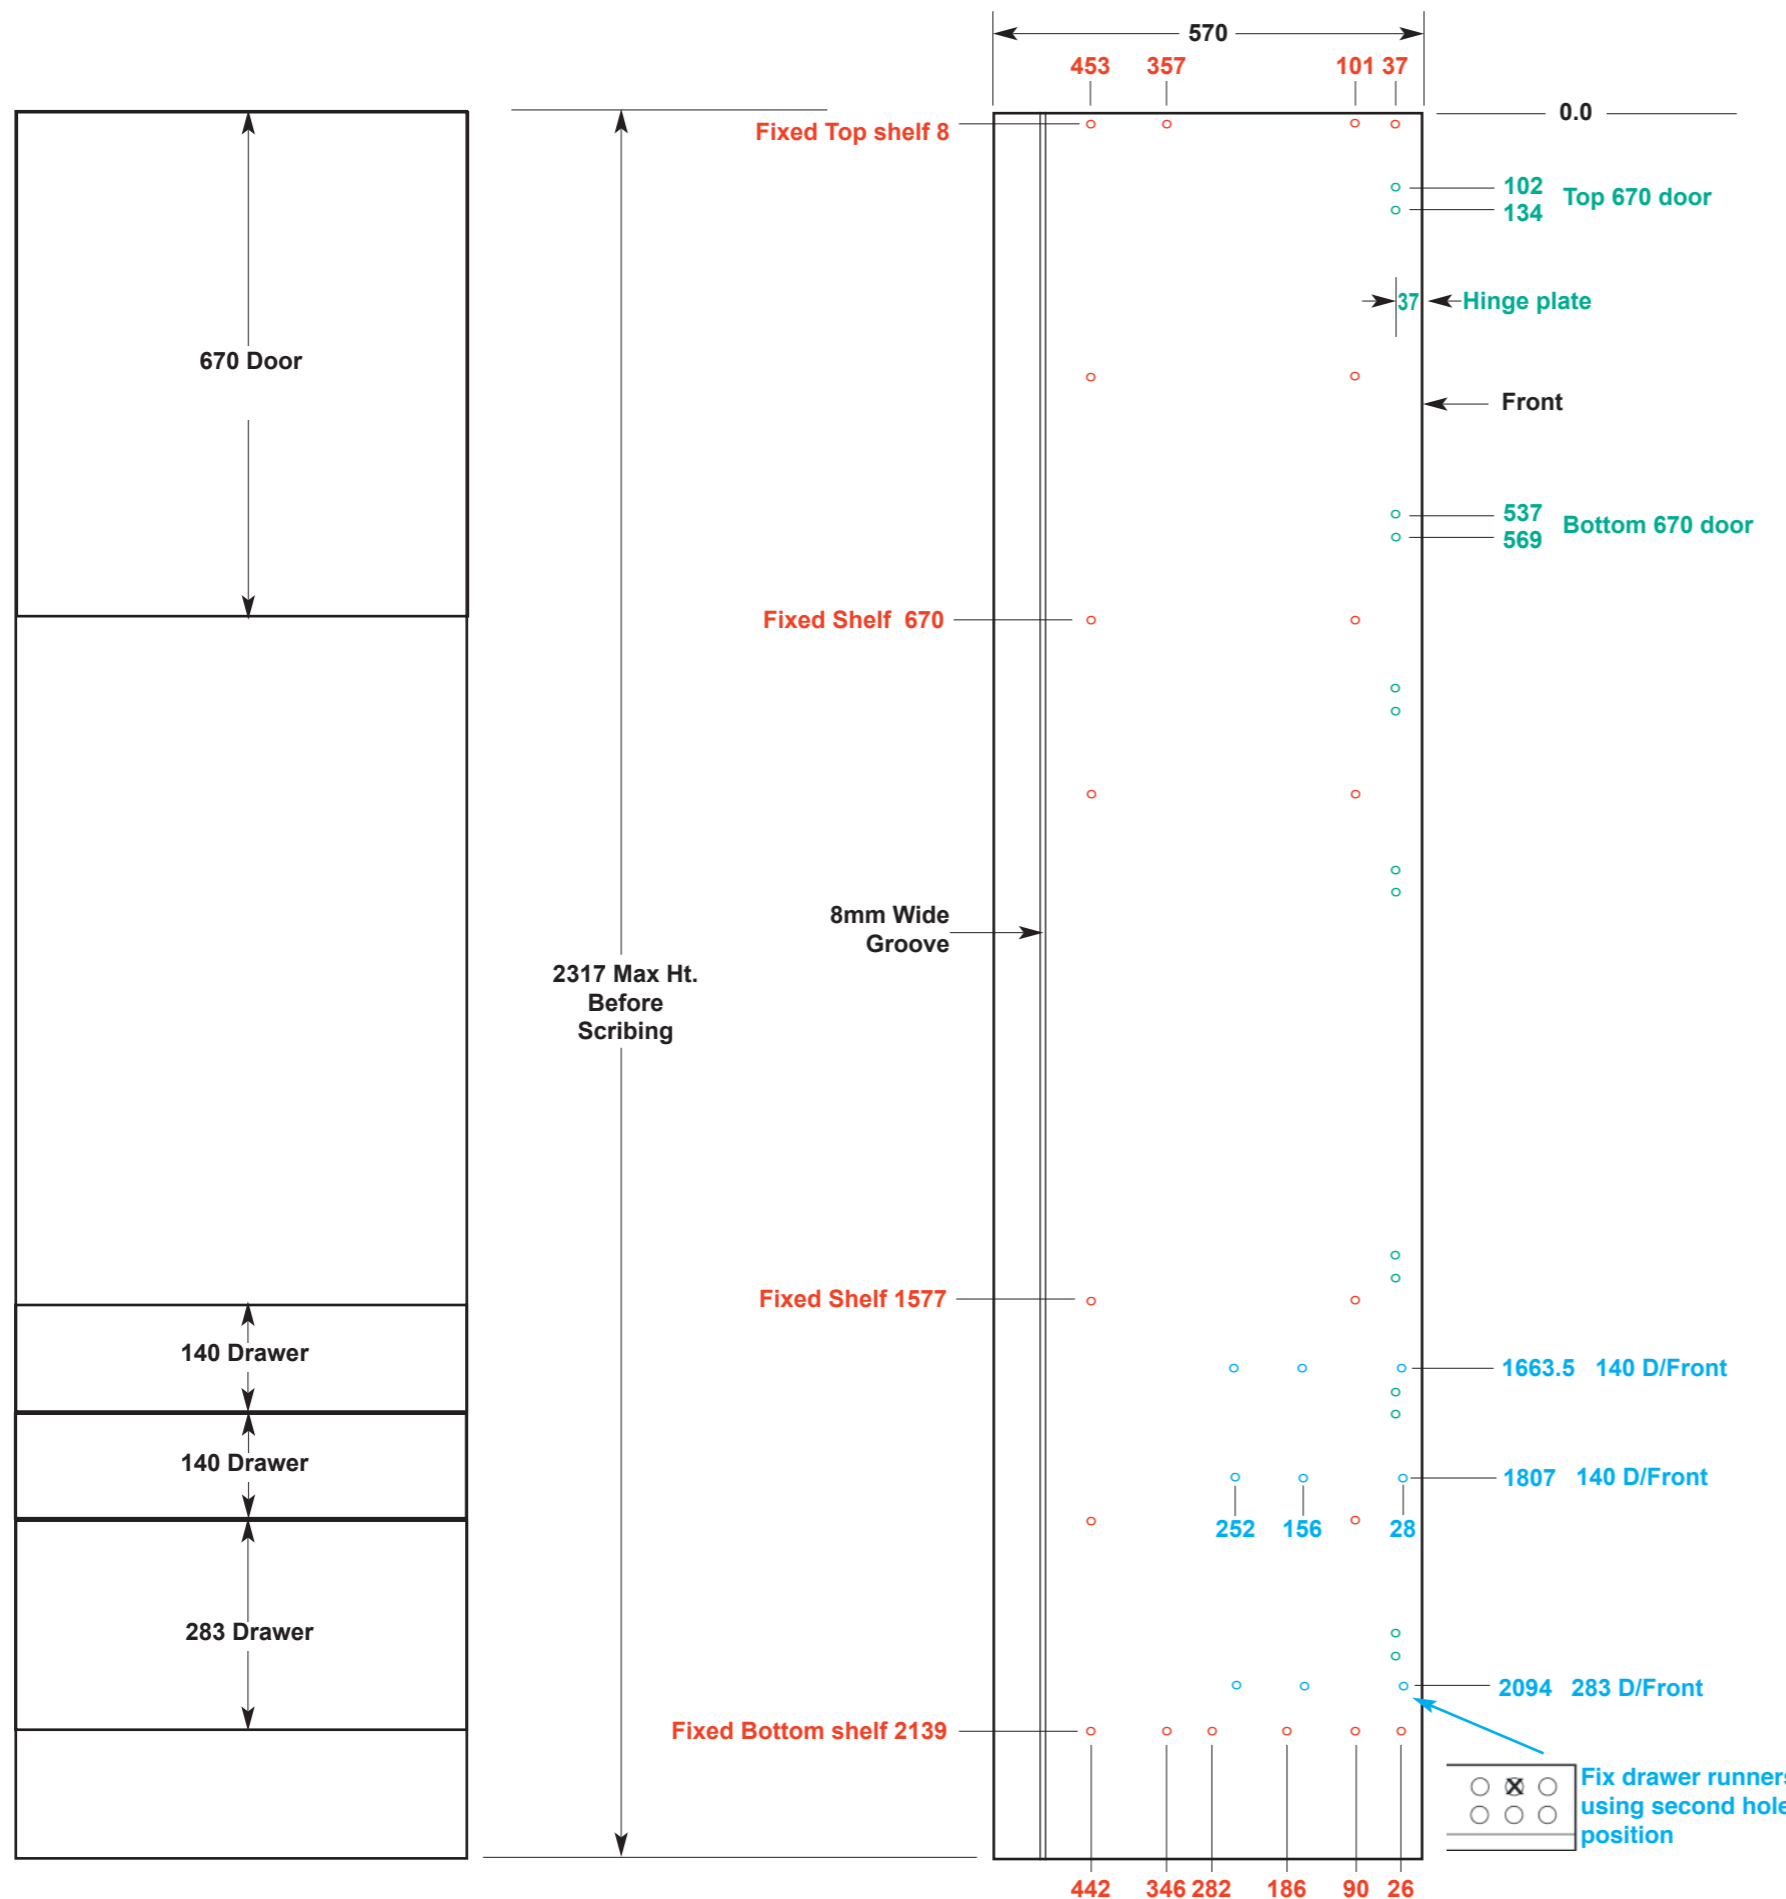 570
453 357 101 37
0.0
Fixed Top shelf 8
102
134
Top 670 door
37
Hinge plate
670 Door
Front
537
569
Bottom 670 door
Fixed Shelf 670
8mm Wide
Groove
2317 Max Ht.
Before
Scribing
Fixed Shelf 1577
140 Drawer
1663.5 140 D/Front
140 Drawer
1807 140 D/Front
252 156 28
283 Drawer
2094 283 D/Front
Fixed Bottom shelf 2139
X
Fix drawer runners
using second hole
position
442 346 282 186 90 26